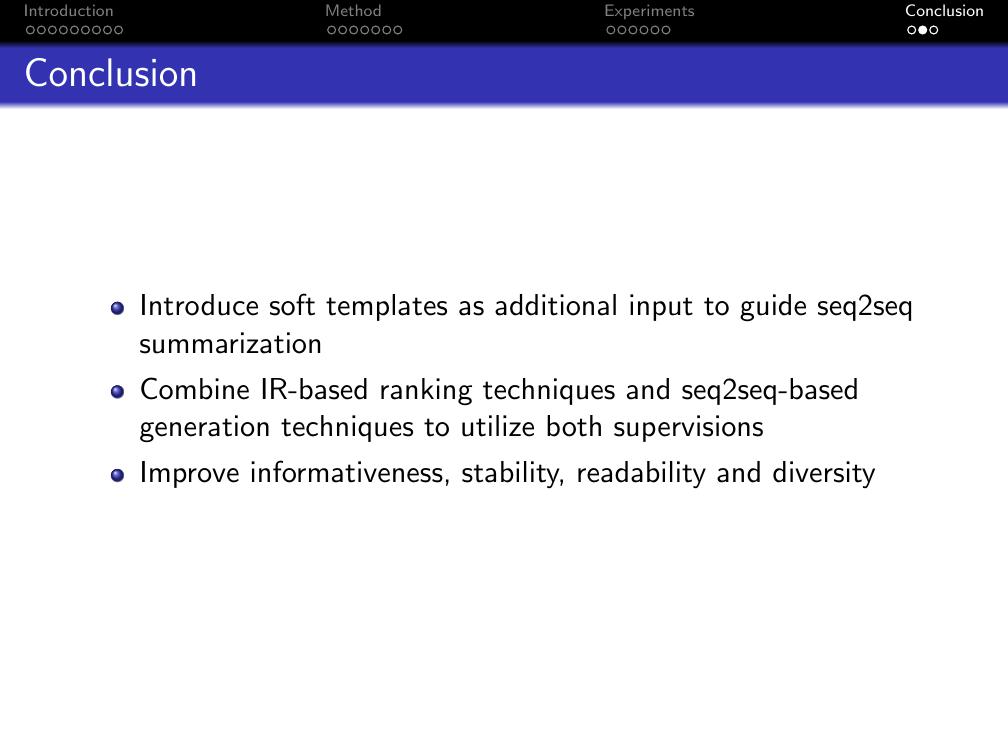 Introduction
Method
Experiments
Conclusion
Conclusion
Introduce soft templates as additional input to guide seq2seq
summarization
Combine IR-based ranking techniques and seq2seq-based
generation techniques to utilize both supervisions
Improve informativeness, stability, readability and diversity